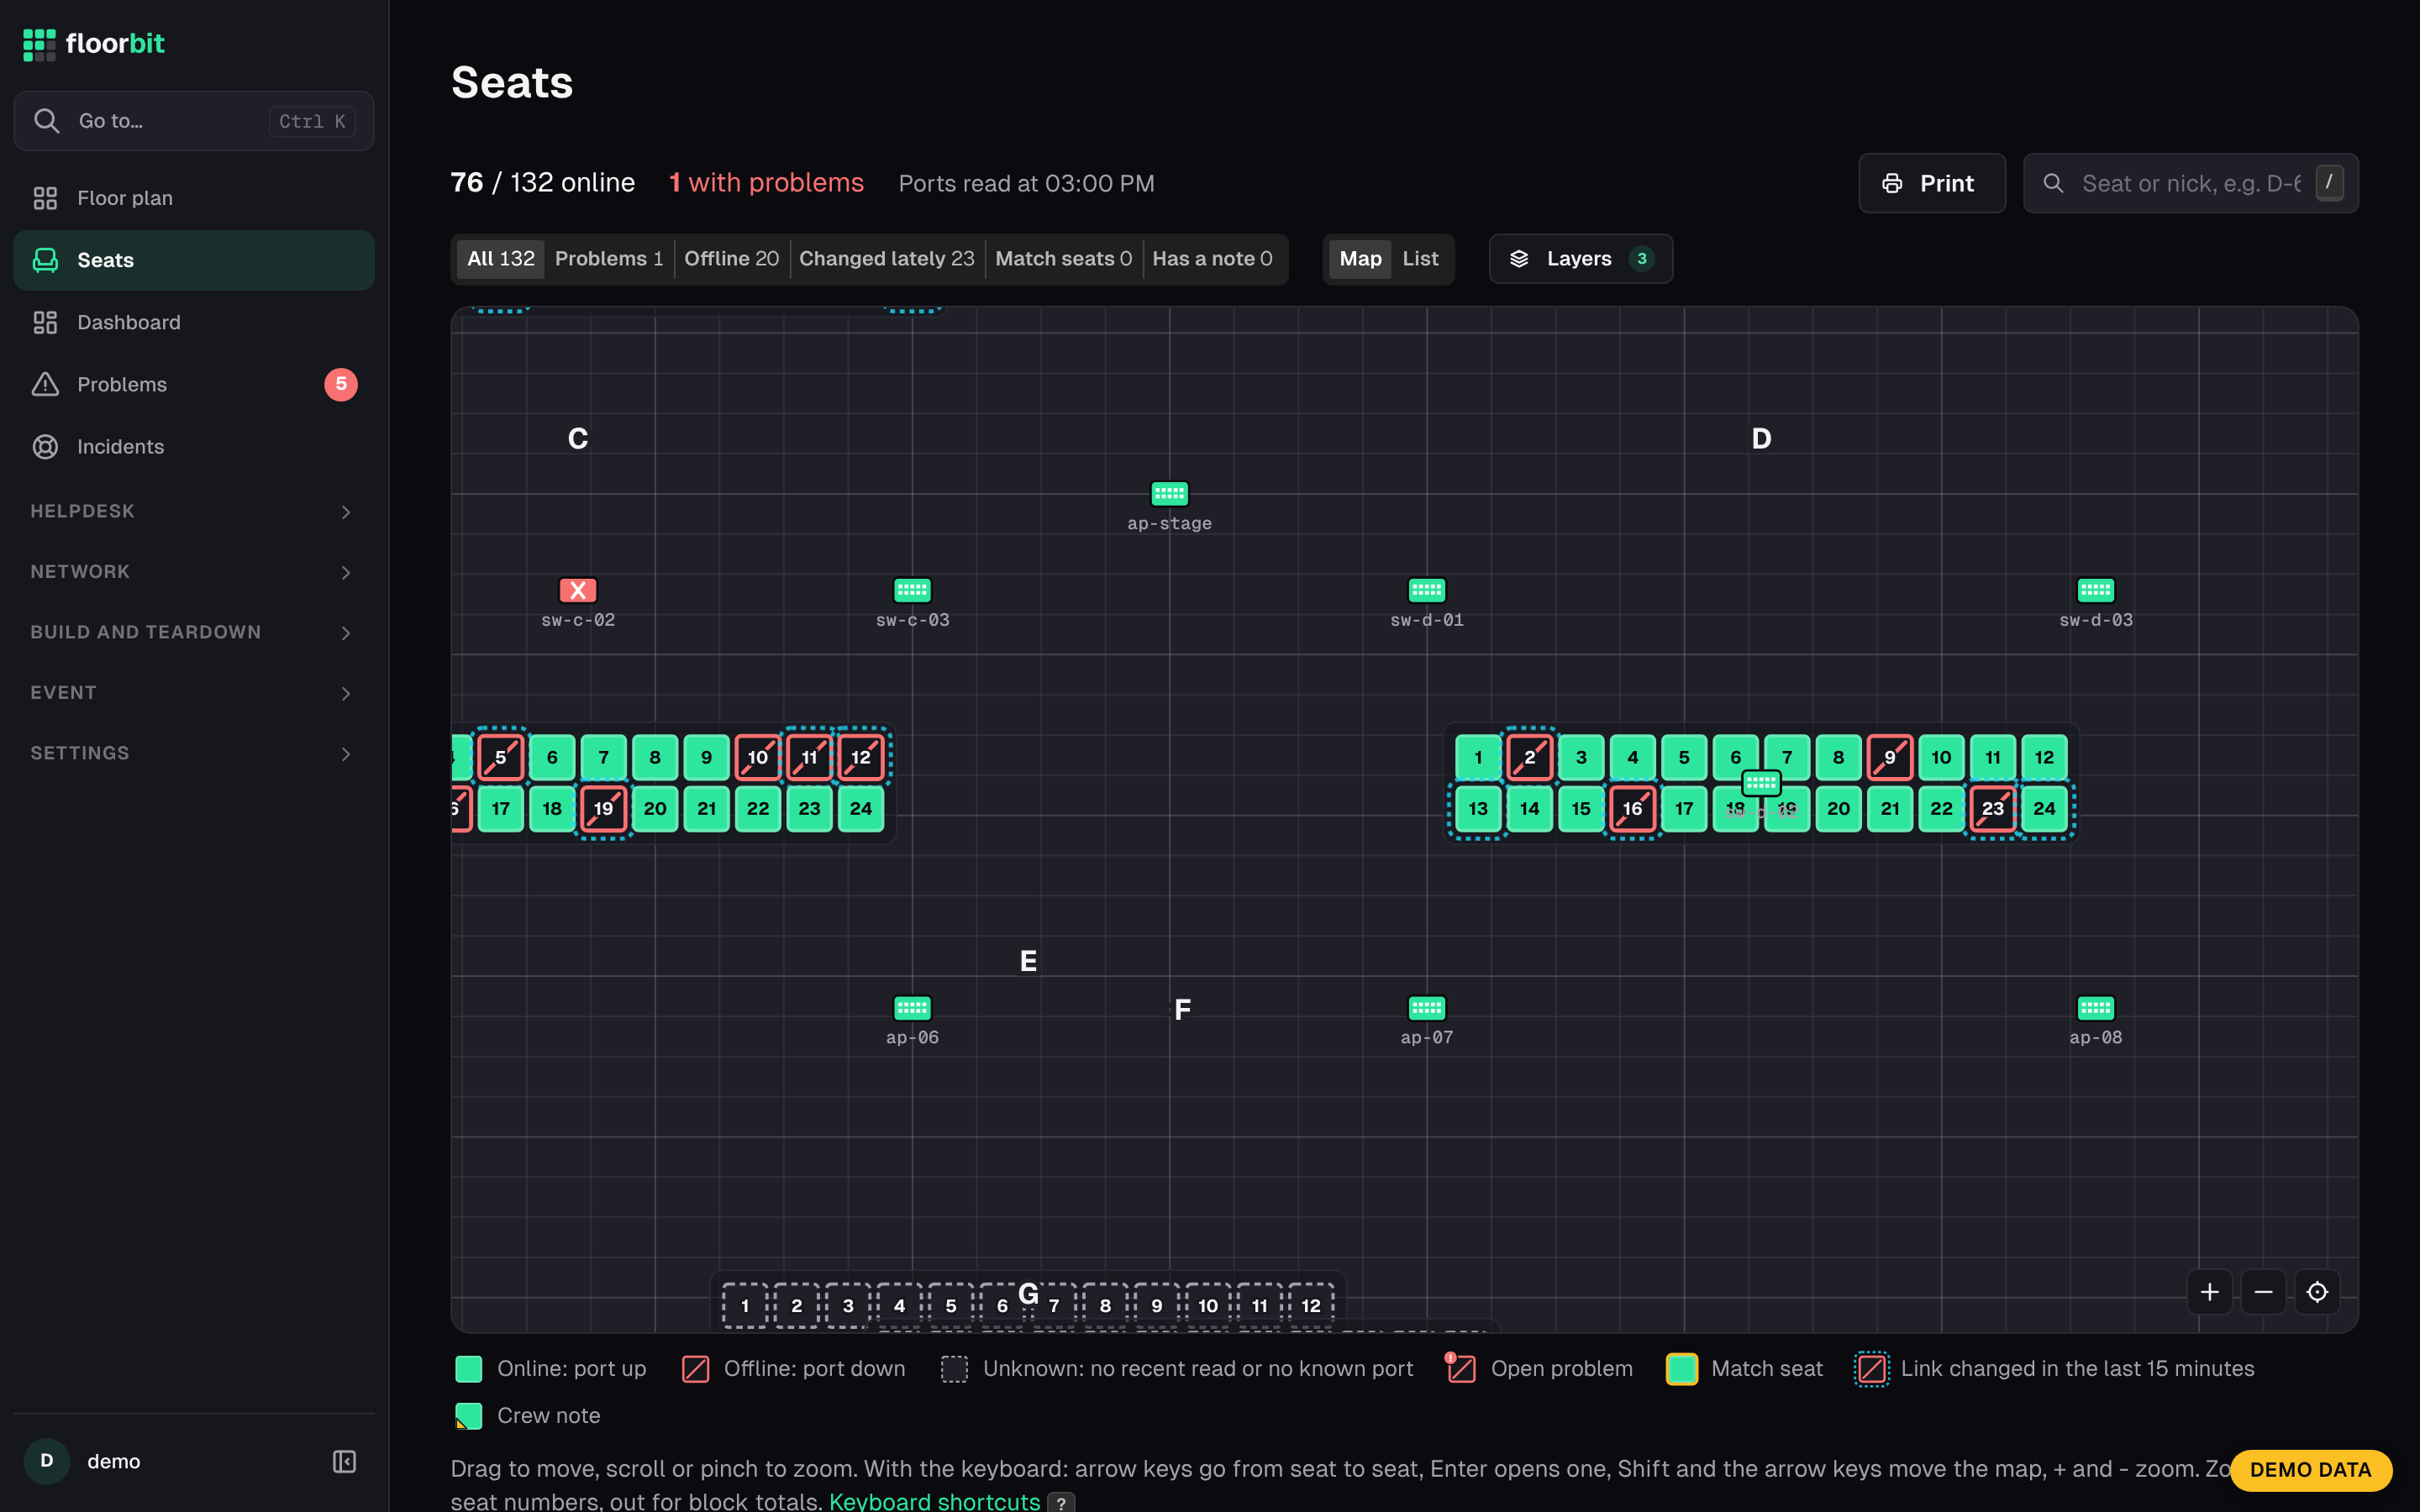 floorbit
Go to... Ctrl K
Floor plan
Seats
Dashboard
Problems 5
Incidents
HELPDESK
NETWORK
BUILD AND TEARDOWN
EVENT
SETTINGS
D demo
Seats
76 / 132 online 1 with problems Ports read at 03:00 PM
Print
Seat or nick, e.g. D-6 /
All 132 Problems 1 Offline 20 Changed lately 23 Match seats 0 Has a note 0
Map List
Layers 3
C D
ap-stage
X
sw-c-02 sw-c-03 sw-d-01 sw-d-03
5 6 7 8 9 10 11 12
17 18 19 20 21 22 23 24
1 2 3 4 5 6 7 8 9 10 11 12
13 14 15 16 17 18 19 20 21 22 23 24
E
F
ap-06 ap-07 ap-08
G
1 2 3 4 5 6 7 8 9 10 11 12
+ −
Online: port up Offline: port down Unknown: no recent read or no known port Open problem Match seat Link changed in the last 15 minutes
Crew note
Drag to move, scroll or pinch to zoom. With the keyboard: arrow keys go from seat to seat, Enter opens one, Shift and the arrow keys move the map, + and - zoom. Zo
seat numbers, out for block totals. Keyboard shortcuts ?
DEMO DATA